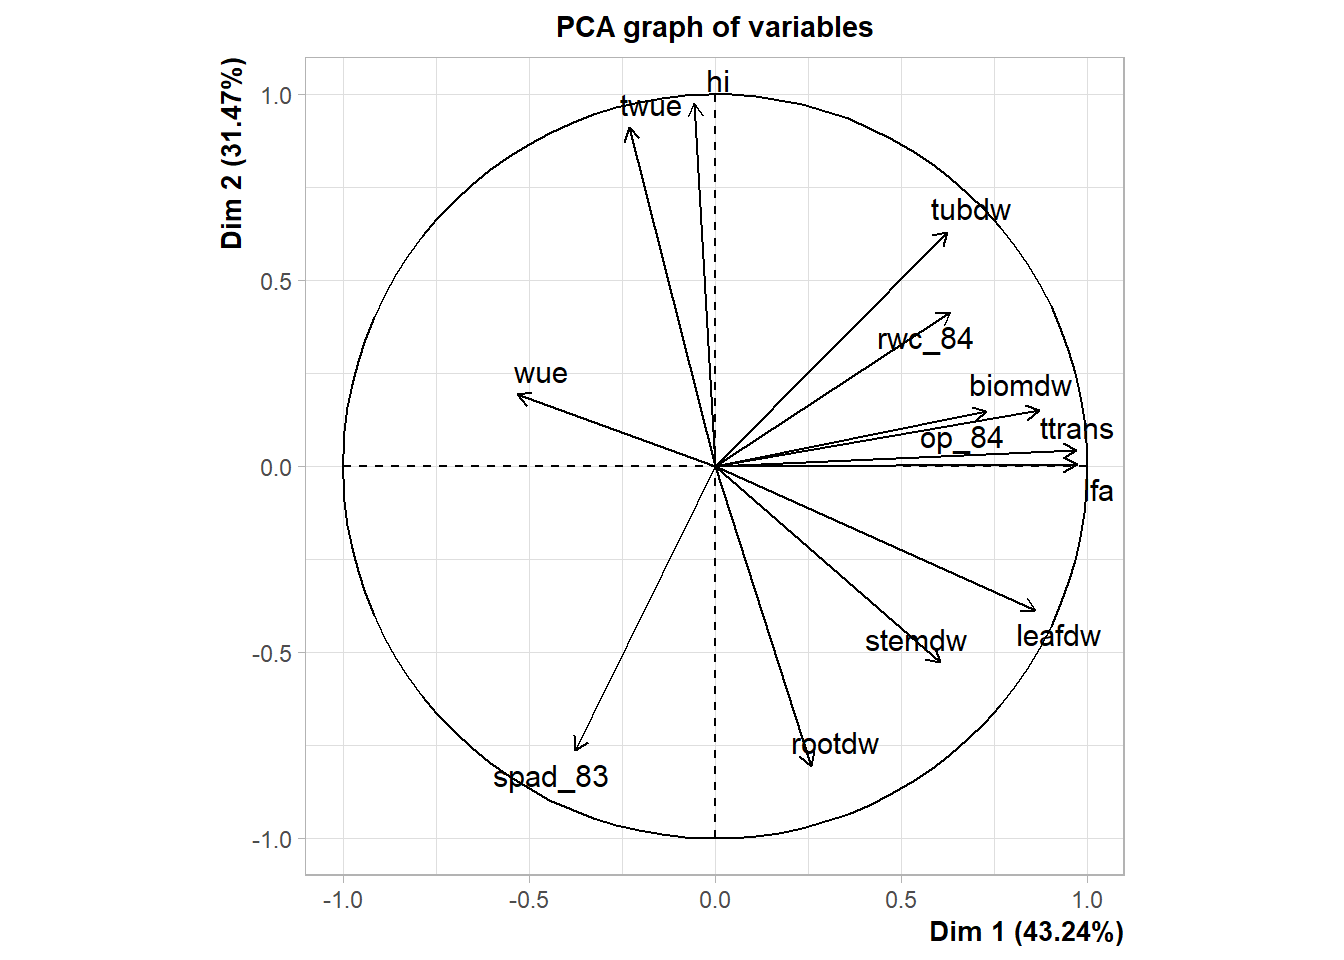 PCA graph of variables
Dim 2 (31.47%)
1.0
0.5
0.0
-0.5
-1.0
hi
twue
tubdw
rwc_84
wue
biomdw
ttrans
op_84
lfa
leafdw
stemdw
rootdw
spad_83
-1.0
-0.5
0.0
0.5
1.0
Dim 1 (43.24%)